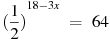 (1/2)^{18-3x} = 64